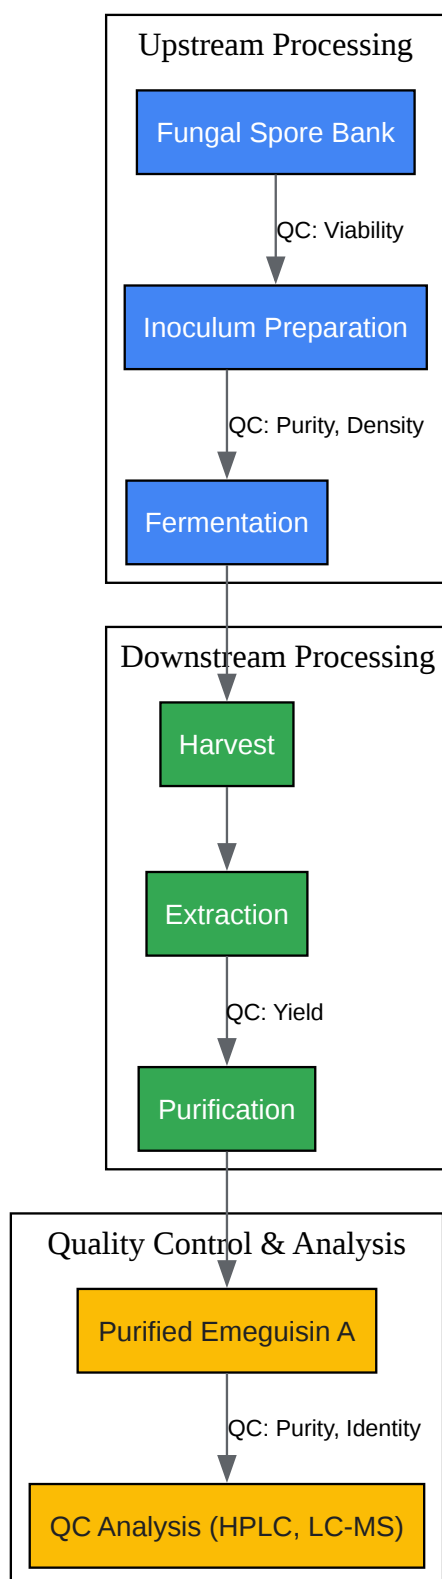 Upstream Processing
Fungal Spore Bank
QC: Viability
Inoculum Preparation
QC: Purity, Density
Fermentation
Downstream Processing
Harvest
Extraction
QC: Yield
Purification
Quality Control & Analysis
Purified Emeguisin A
QC: Purity, Identity
QC Analysis (HPLC, LC-MS)